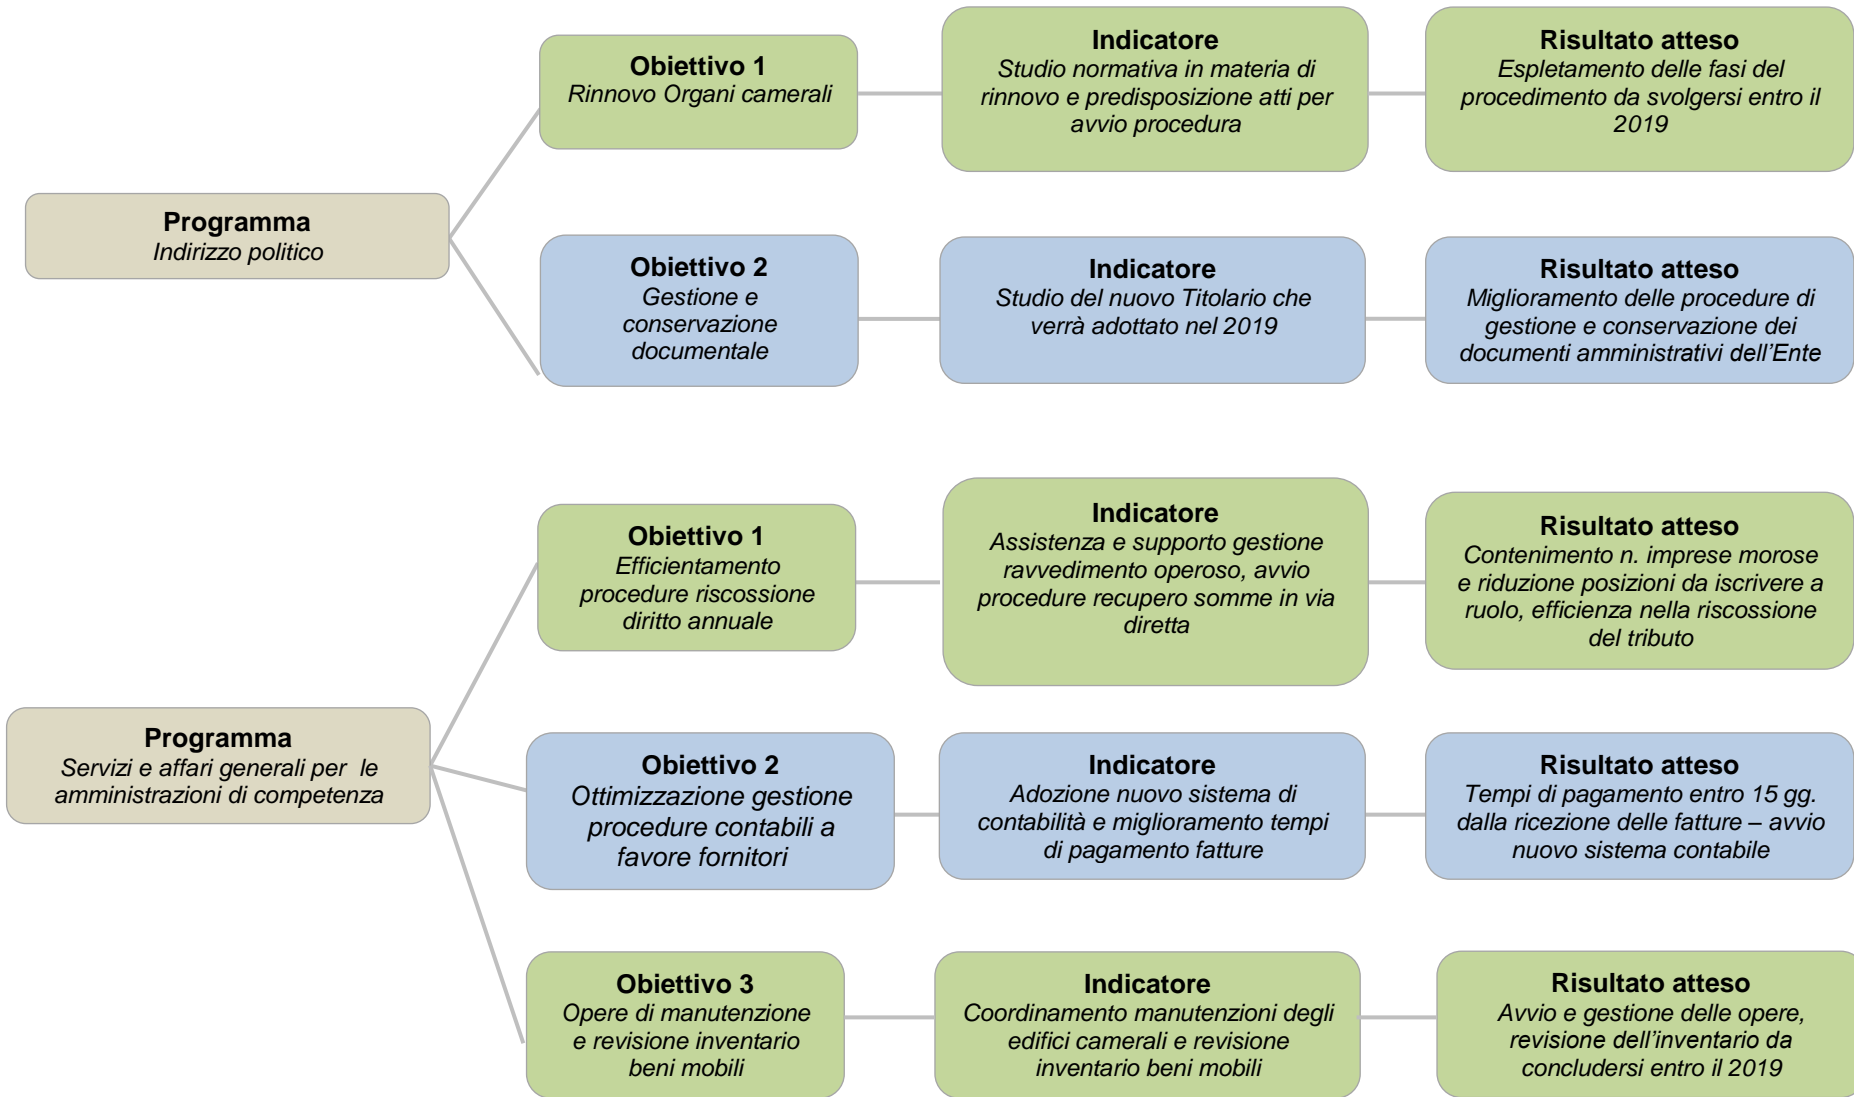 Programma
Indirizzo politico
Obiettivo 1
Rinnovo Organi camerali
Indicatore
Studio normativa in materia di
rinnovo e predisposizione atti per
avvio procedura
Risultato atteso
Espletamento delle fasi del
procedimento da svolgersi entro il
2019
Obiettivo 2
Gestione e
conservazione
documentale
Indicatore
Studio del nuovo Titolario che
verrà adottato nel 2019
Risultato atteso
Miglioramento delle procedure di
gestione e conservazione dei
documenti amministrativi dell’Ente
Programma
Servizi e affari generali per  le
amministrazioni di competenza
Obiettivo 1
Efficientamento
procedure riscossione
diritto annuale
Indicatore
Assistenza e supporto gestione
ravvedimento operoso, avvio
procedure recupero somme in via
diretta
Risultato atteso
Contenimento n. imprese morose
e riduzione posizioni da iscrivere a
ruolo, efficienza nella riscossione
del tributo
Obiettivo 2
Ottimizzazione gestione
procedure contabili a
favore fornitori
Indicatore
Adozione nuovo sistema di
contabilità e miglioramento tempi
di pagamento fatture
Risultato atteso
Tempi di pagamento entro 15 gg.
dalla ricezione delle fatture – avvio
nuovo sistema contabile
Obiettivo 3
Opere di manutenzione
e revisione inventario
beni mobili
Indicatore
Coordinamento manutenzioni degli
edifici camerali e revisione
inventario beni mobili
Risultato atteso
Avvio e gestione delle opere,
revisione dell’inventario da
concludersi entro il 2019